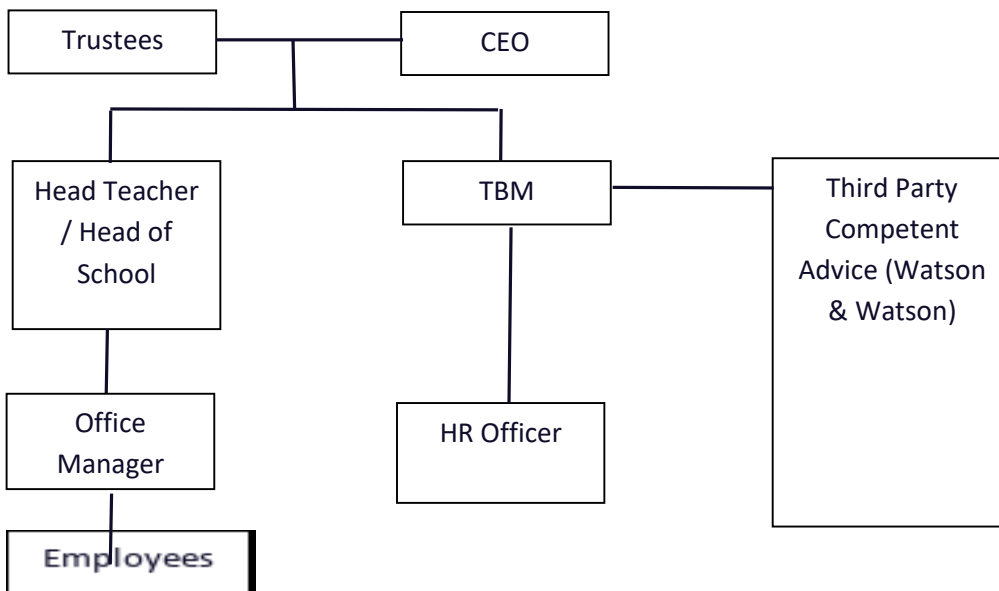 Trustees
CEO
Head Teacher
/ Head of
School
TBM
Third Party
Competent
Advice (Watson
& Watson)
Office
Manager
HR Officer
Employees